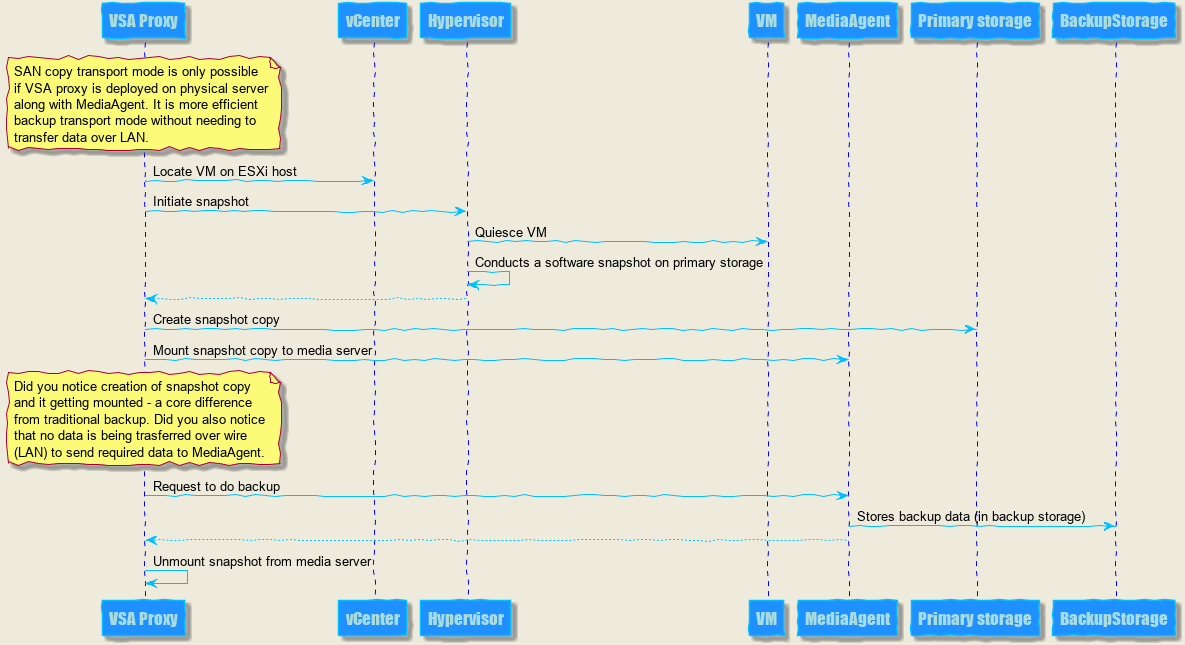 VSA Proxy
vCenter
Hypervisor
VM
MediaAgent
Primary storage
BackupStorage
SAN copy transport mode is only possible
if VSA proxy is deployed on physical server
along with MediaAgent. It is more efficient
backup transport mode without needing to
transfer data over LAN.
Locate VM on ESXi host
Initiate snapshot
Quiesce VM
Conducts a software snapshot on primary storage
Create snapshot copy
Mount snapshot copy to media server
Did you notice creation of snapshot copy
and it getting mounted - a core difference
from traditional backup. Did you also notice
that no data is being trasferred over wire
(LAN) to send required data to MediaAgent.
Request to do backup
Stores backup data (in backup storage)
Unmount snapshot from media server
VSA Proxy
vCenter
Hypervisor
VM
MediaAgent
Primary storage
BackupStorage